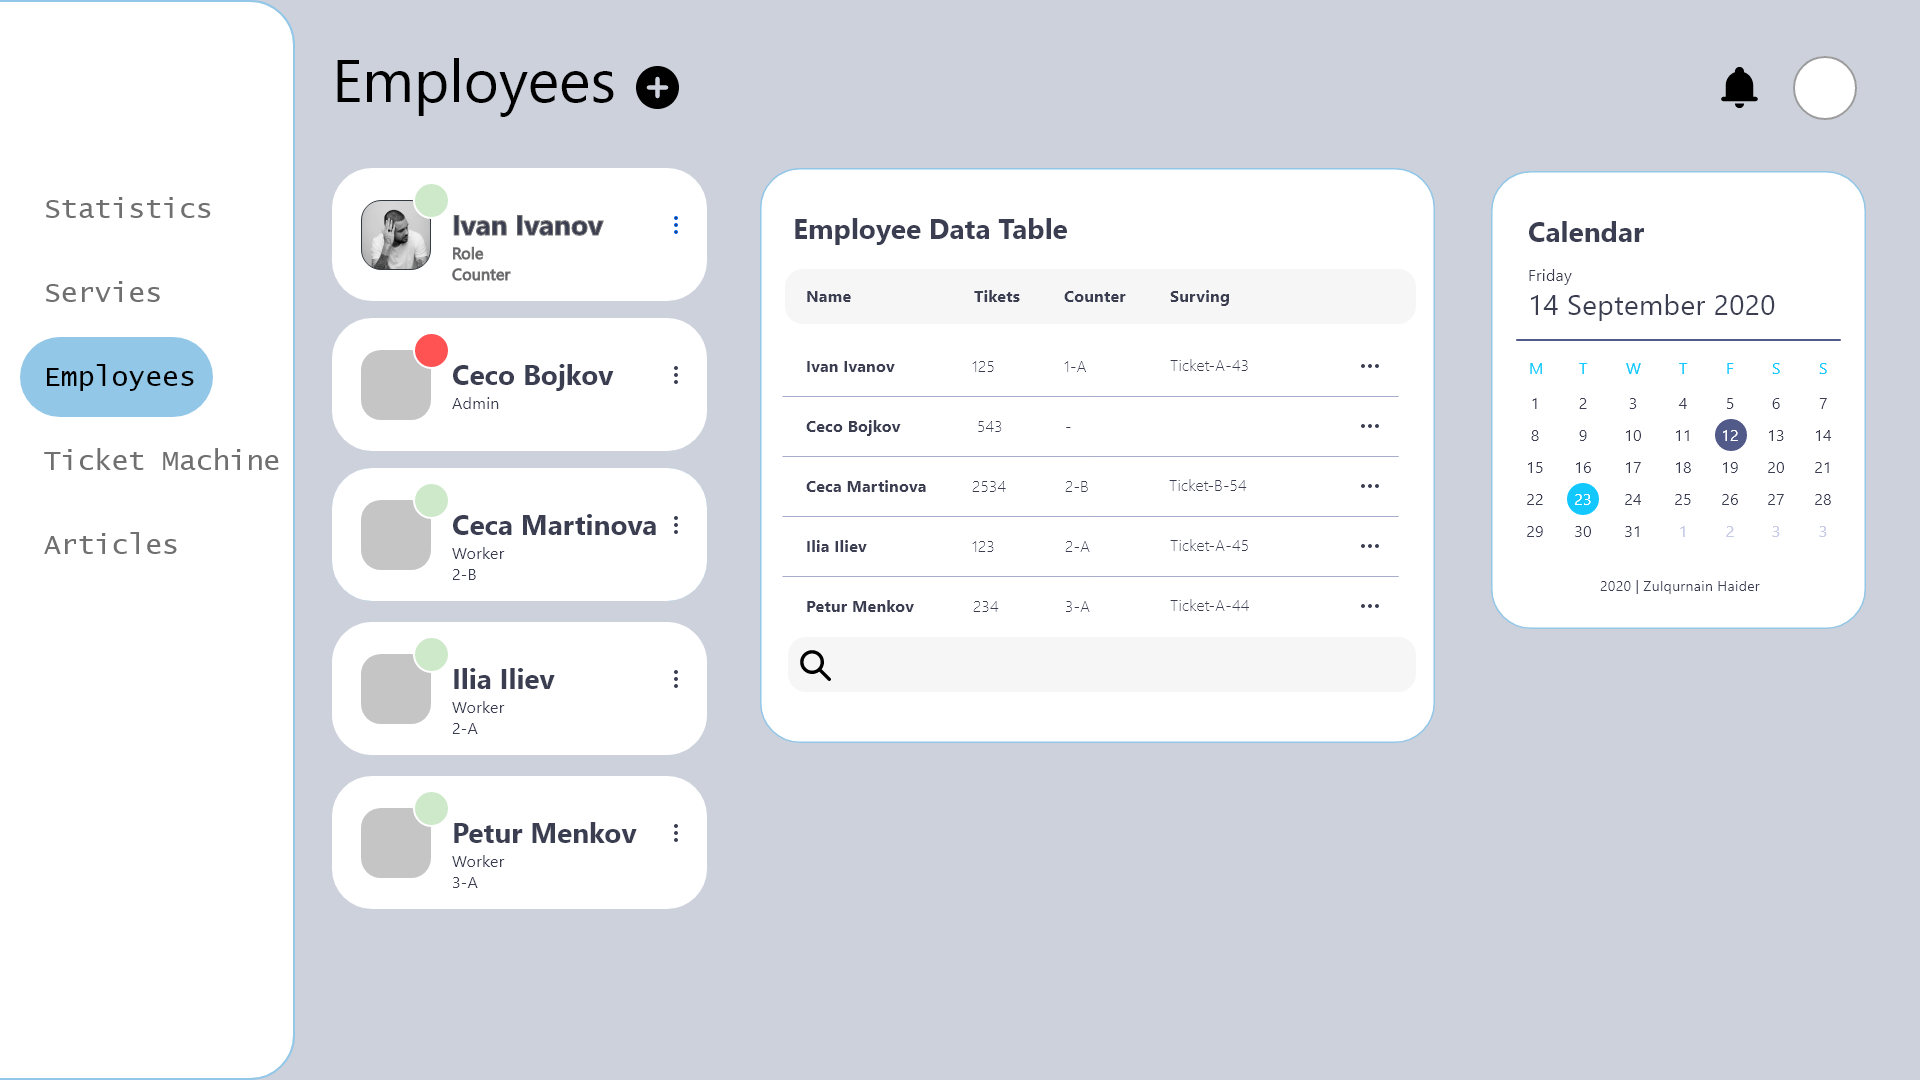 Statistics
Servies
Employees
Ticket Machine
Articles
Employees
Ivan Ivanov
Role
Counter
Ceco Bojkov
Admin
Ceca Martinova
Worker
2-B
Ilia Iliev
Worker
2-A
Petur Menkov
Worker
3-A
Employee Data Table
Name Tikets Counter Surving
Ivan Ivanov 125 1-A Ticket-A-43
Ceco Bojkov 543 -
Ceca Martinova 2534 2-B Ticket-B-54
Ilia Iliev 123 2-A Ticket-A-45
Petur Menkov 234 3-A Ticket-A-44
Calendar
Friday
14 September 2020
M T W T F S S
1 2 3 4 5 6 7
8 9 10 11 12 13 14
15 16 17 18 19 20 21
22 23 24 25 26 27 28
29 30 31 1 2 3 3
2020 | Zulqurnain Haider